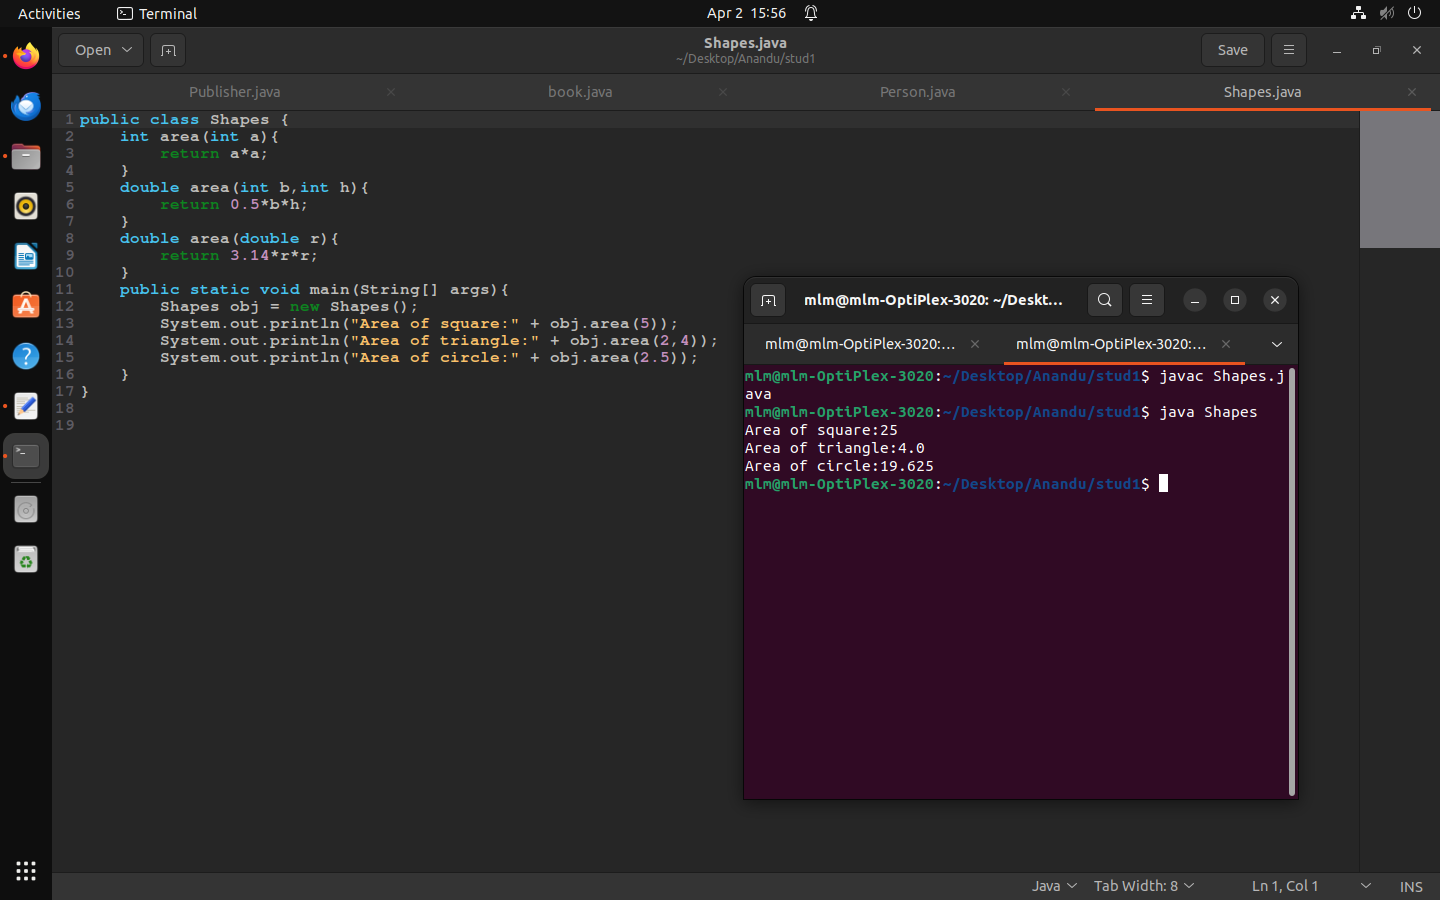 Activities Terminal Apr 2 15:56
Open Shapes.java Save
~/Desktop/Anandu/stud1
Publisher.java book.java Person.java Shapes.java
1 public class Shapes {
2 int area(int a){
3 return a*a;
4 }
5 double area(int b,int h){
6 return 0.5*b*h;
7 }
8 double area(double r){
9 return 3.14*r*r;
10 }
11 public static void main(String[] args){
12 Shapes obj = new Shapes();
13 System.out.println("Area of square:" + obj.area(5));
14 System.out.println("Area of triangle:" + obj.area(2,4));
15 System.out.println("Area of circle:" + obj.area(2.5));
16 }
17 }
18
19
mlm@mlm-OptiPlex-3020: ~/Deskt...
mlm@mlm-OptiPlex-3020:... mlm@mlm-OptiPlex-3020:...
mlm@mlm-OptiPlex-3020:~/Desktop/Anandu/stud1$ javac Shapes.j
ava
mlm@mlm-OptiPlex-3020:~/Desktop/Anandu/stud1$ java Shapes
Area of square:25
Area of triangle:4.0
Area of circle:19.625
mlm@mlm-OptiPlex-3020:~/Desktop/Anandu/stud1$
Java Tab Width: 8 Ln 1, Col 1 INS